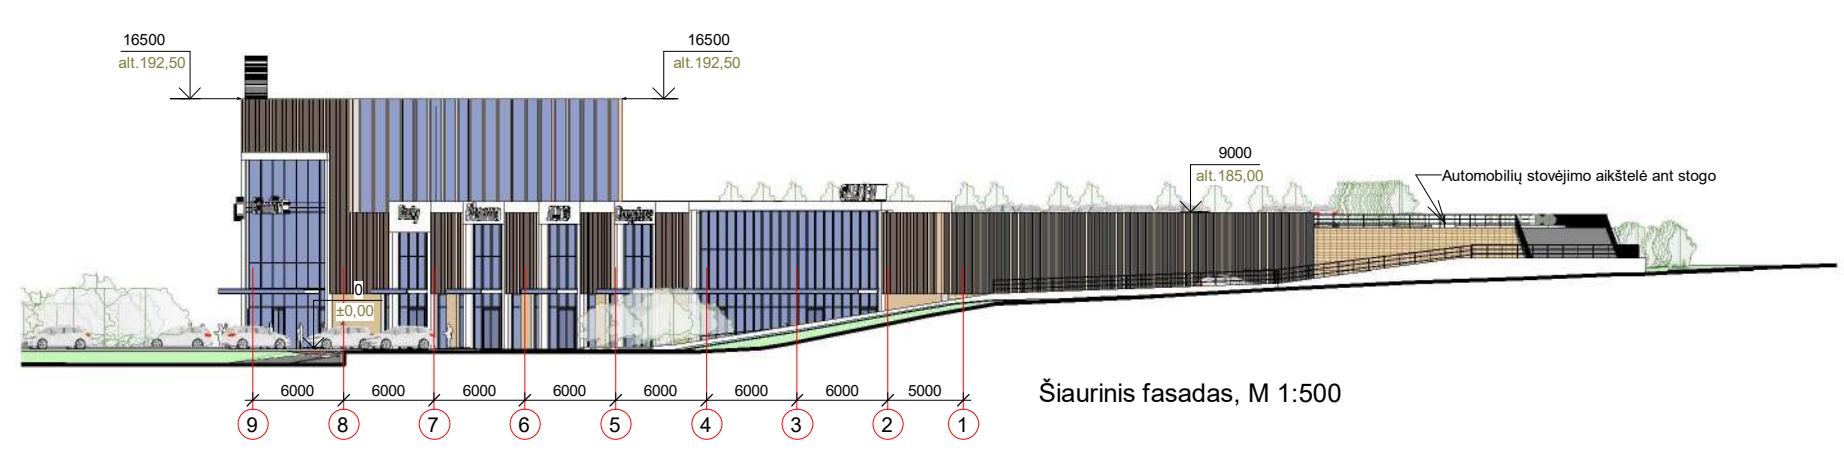 16500
alt.192,50
16500
alt.192,50
9000
alt.185,00
Automobilių stovėjimo aikštelė ant stogo
0
±0,00
6000 6000 6000 6000 6000 6000 6000 5000
Šiaurinis fasadas, M 1:500
9 8 7 6 5 4 3 2 1